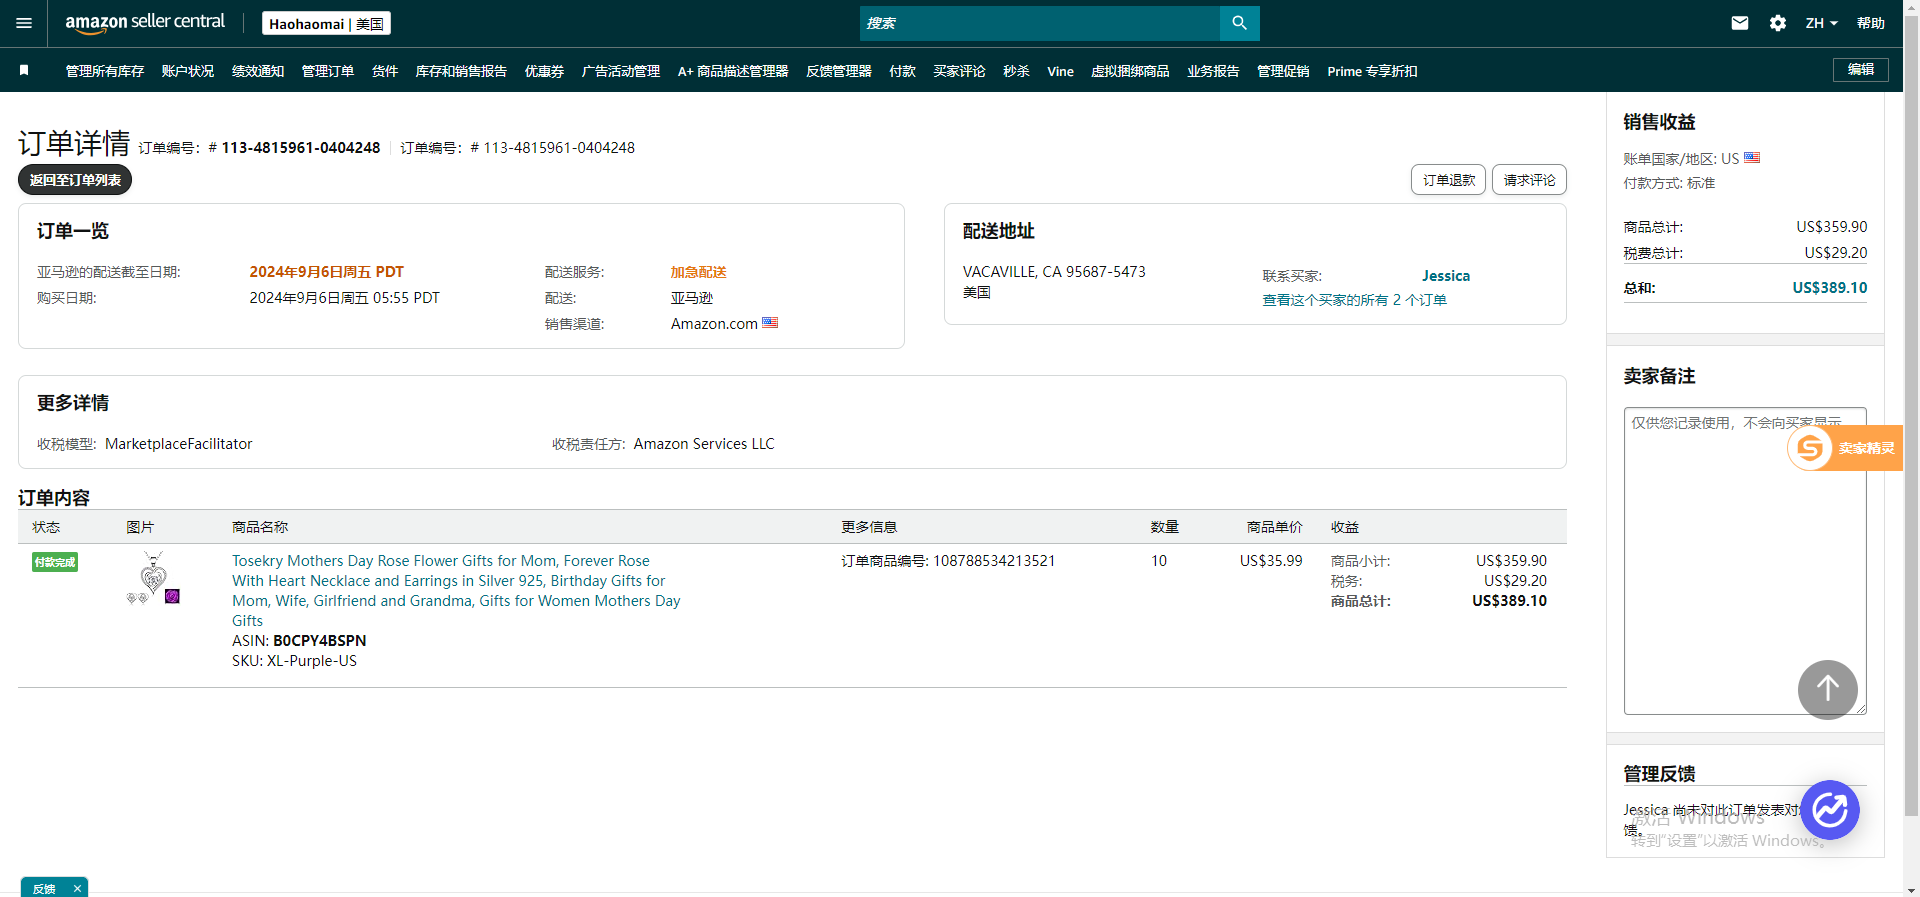 amazon seller central
Haohaomai | 美国
搜索
ZH
帮助
管理所有库存 账户状况 绩效通知 管理订单 货件 库存和销售报告 优惠券 广告活动管理 A+ 商品描述管理器 反馈管理器 付款 买家评论 秒杀 Vine 虚拟捆绑商品 业务报告 管理促销 Prime 专享折扣
编辑
订单详情 订单编号: # 113-4815961-0404248 订单编号: # 113-4815961-0404248
返回至订单列表
订单退款 请求评论
订单一览
亚马逊的配送截至日期: 2024年9月6日周五 PDT
购买日期: 2024年9月6日周五 05:55 PDT
配送服务: 加急配送
配送: 亚马逊
销售渠道: Amazon.com
配送地址
VACAVILLE, CA 95687-5473
美国
联系买家: Jessica
查看这个买家的所有 2 个订单
更多详情
收税模型: MarketplaceFacilitator
收税责任方: Amazon Services LLC
订单内容
状态 图片 商品名称 更多信息 数量 商品单价 收益
付款完成
Tosekry Mothers Day Rose Flower Gifts for Mom, Forever Rose
With Heart Necklace and Earrings in Silver 925, Birthday Gifts for
Mom, Wife, Girlfriend and Grandma, Gifts for Women Mothers Day
Gifts
ASIN: B0CPY4BSPN
SKU: XL-Purple-US
订单商品编号: 108788534213521
10
US$35.99
商品小计: US$359.90
税务: US$29.20
商品总计: US$389.10
销售收益
账单国家/地区: US
付款方式: 标准
商品总计: US$359.90
税费总计: US$29.20
总和: US$389.10
卖家备注
仅供您记录使用，不会向买家显示
卖家精灵
管理反馈
Jessica 尚未对此订单发表对
馈。
激活 Windows
转到"设置"以激活 Windows。
反馈 ×